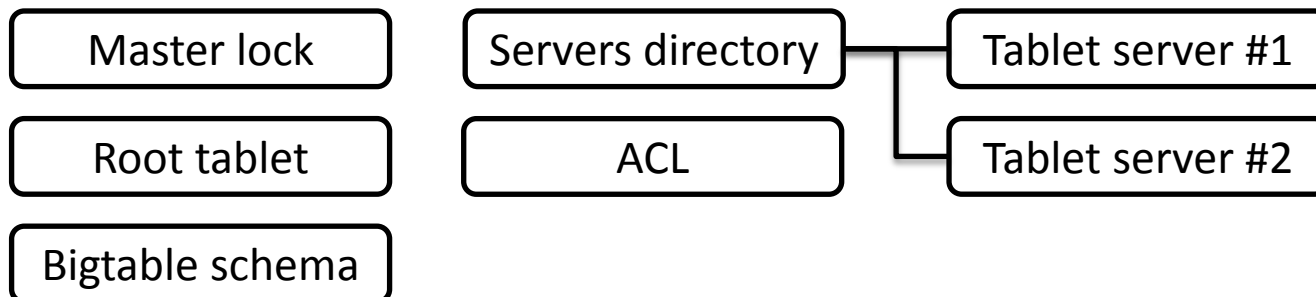 Master lock
Servers directory
Tablet server #1
Root tablet
ACL
Tablet server #2
Bigtable schema